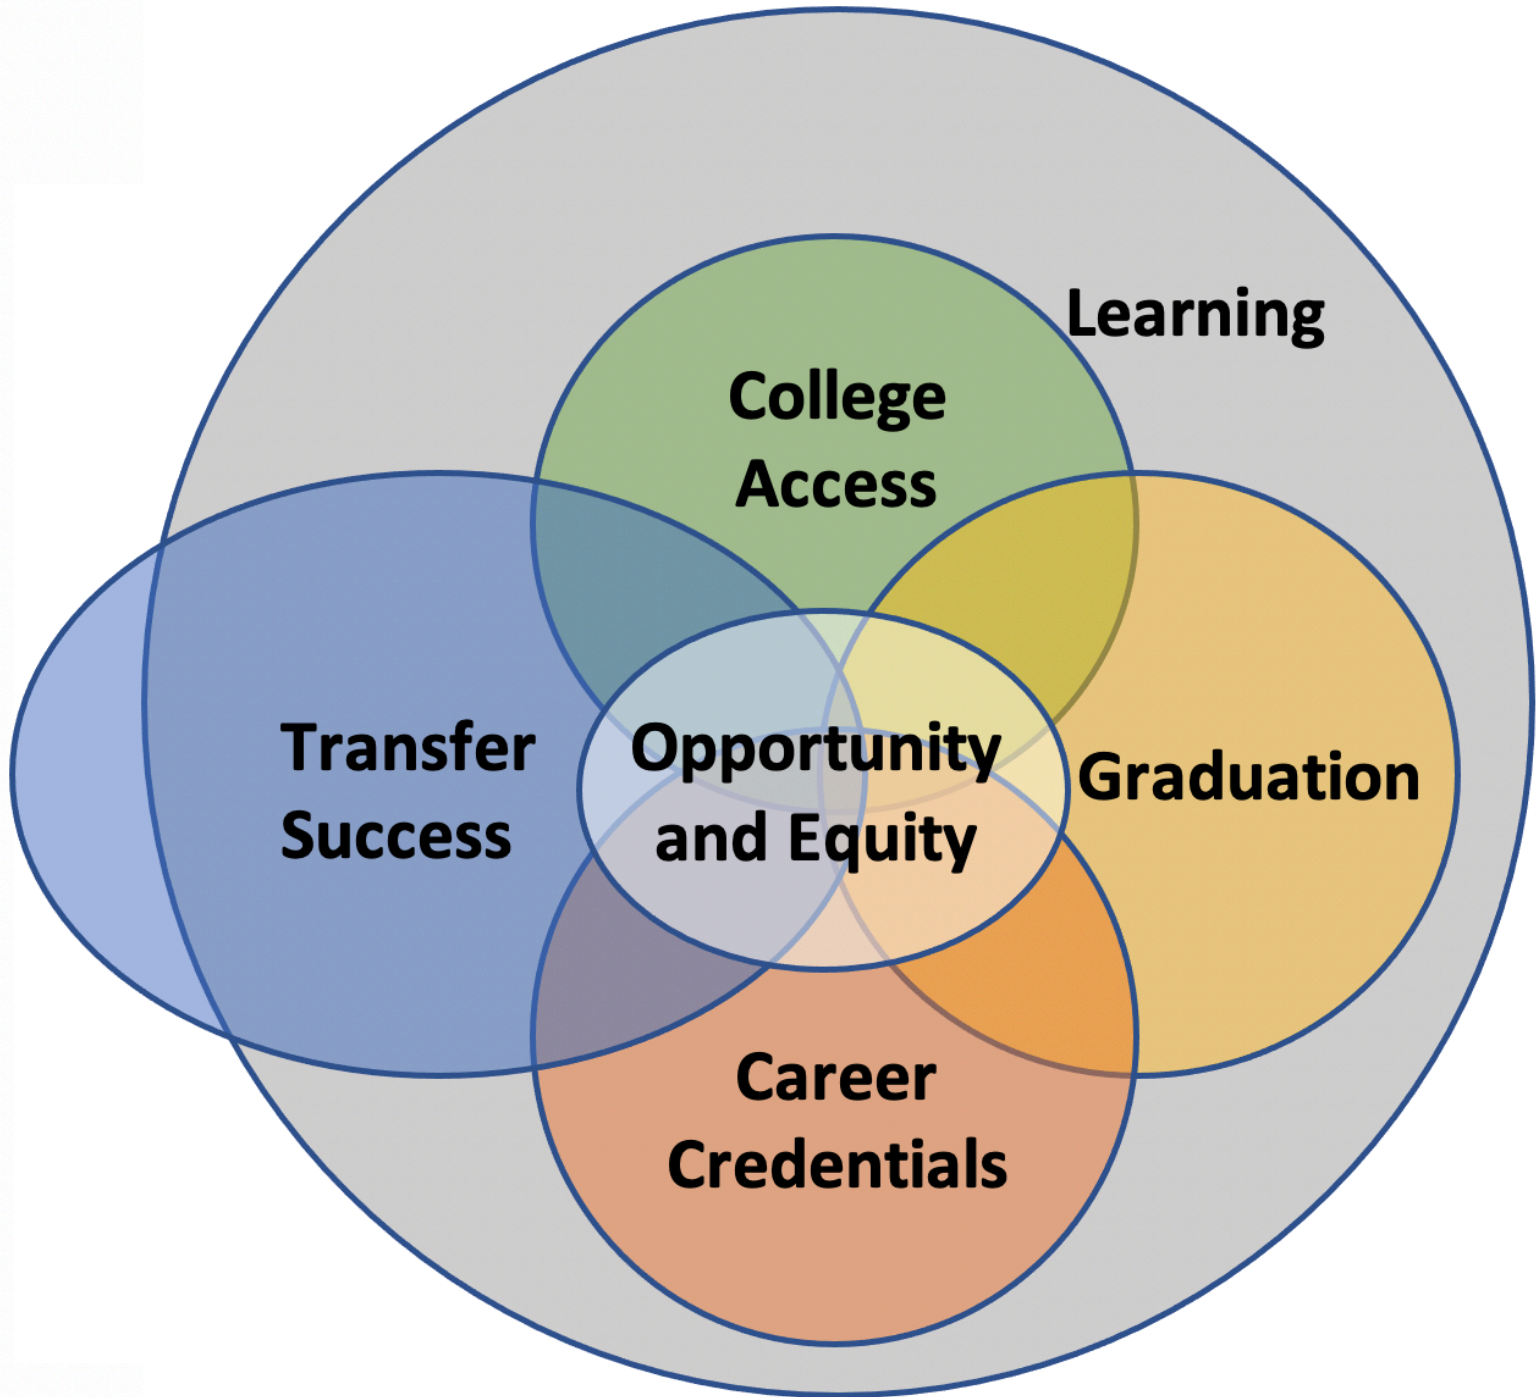 Learning
College
Access
Transfer
Success
Opportunity
and Equity
Graduation
Career
Credentials